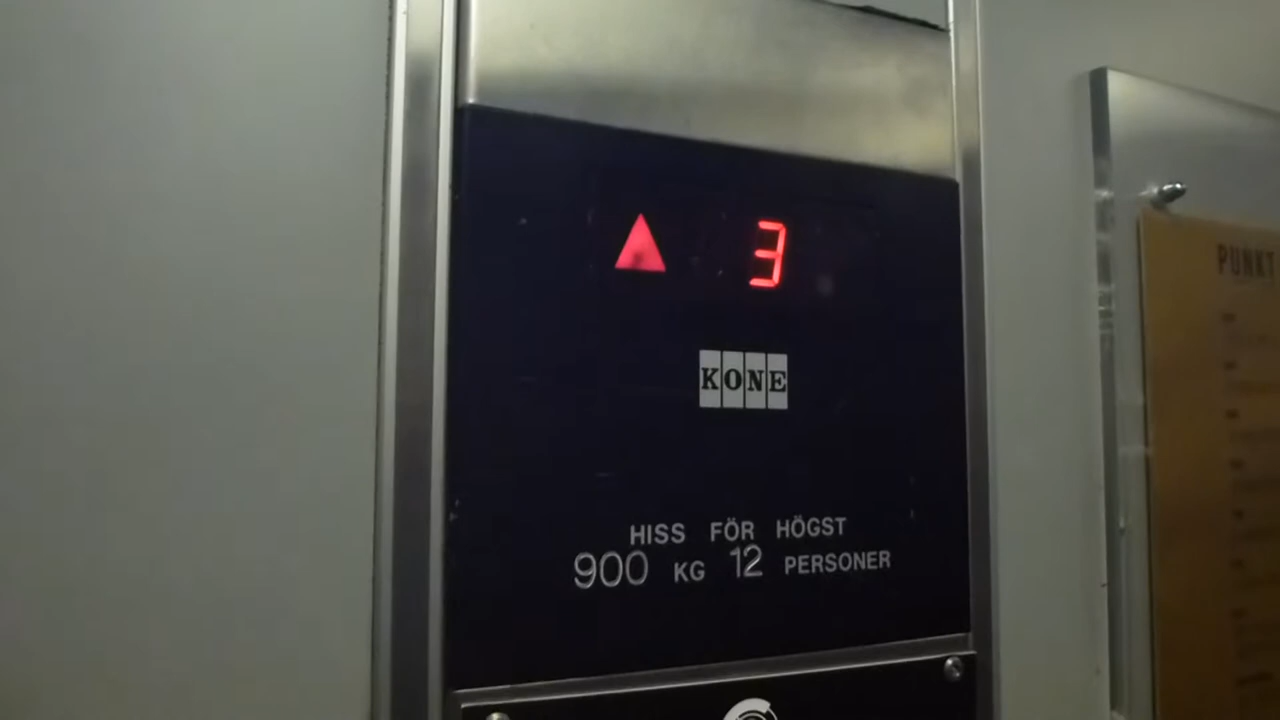 3
KONE
HISS FÖR HÖGST
900 KG 12 PERSONER
PUNKT